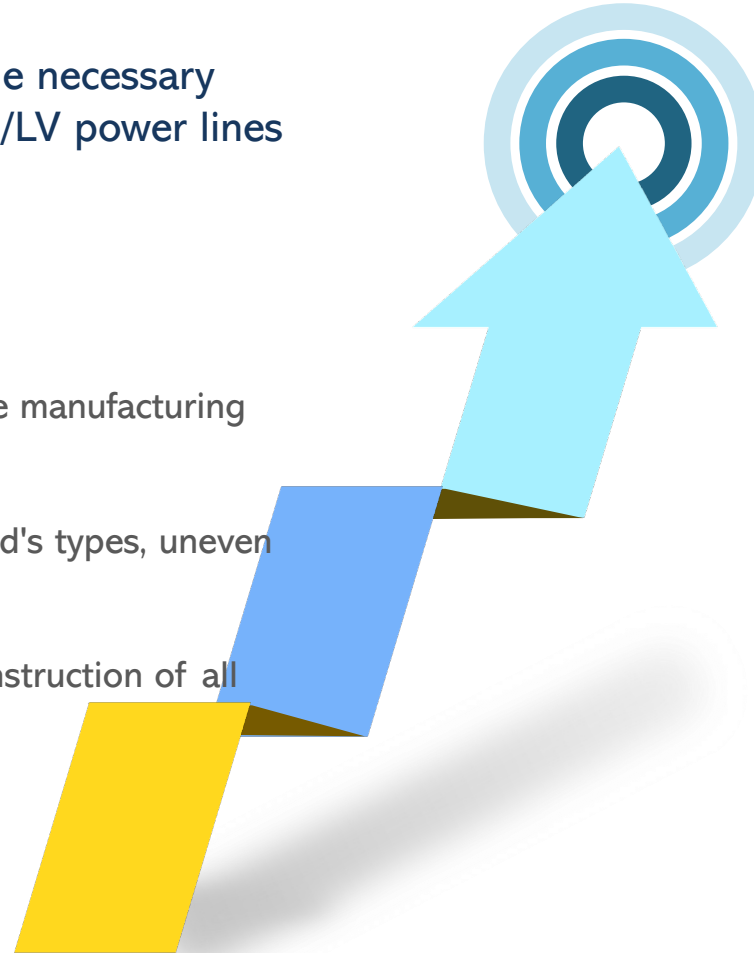 e necessary
/LV power lines
e manufacturing
d's types, uneven
nstruction of all